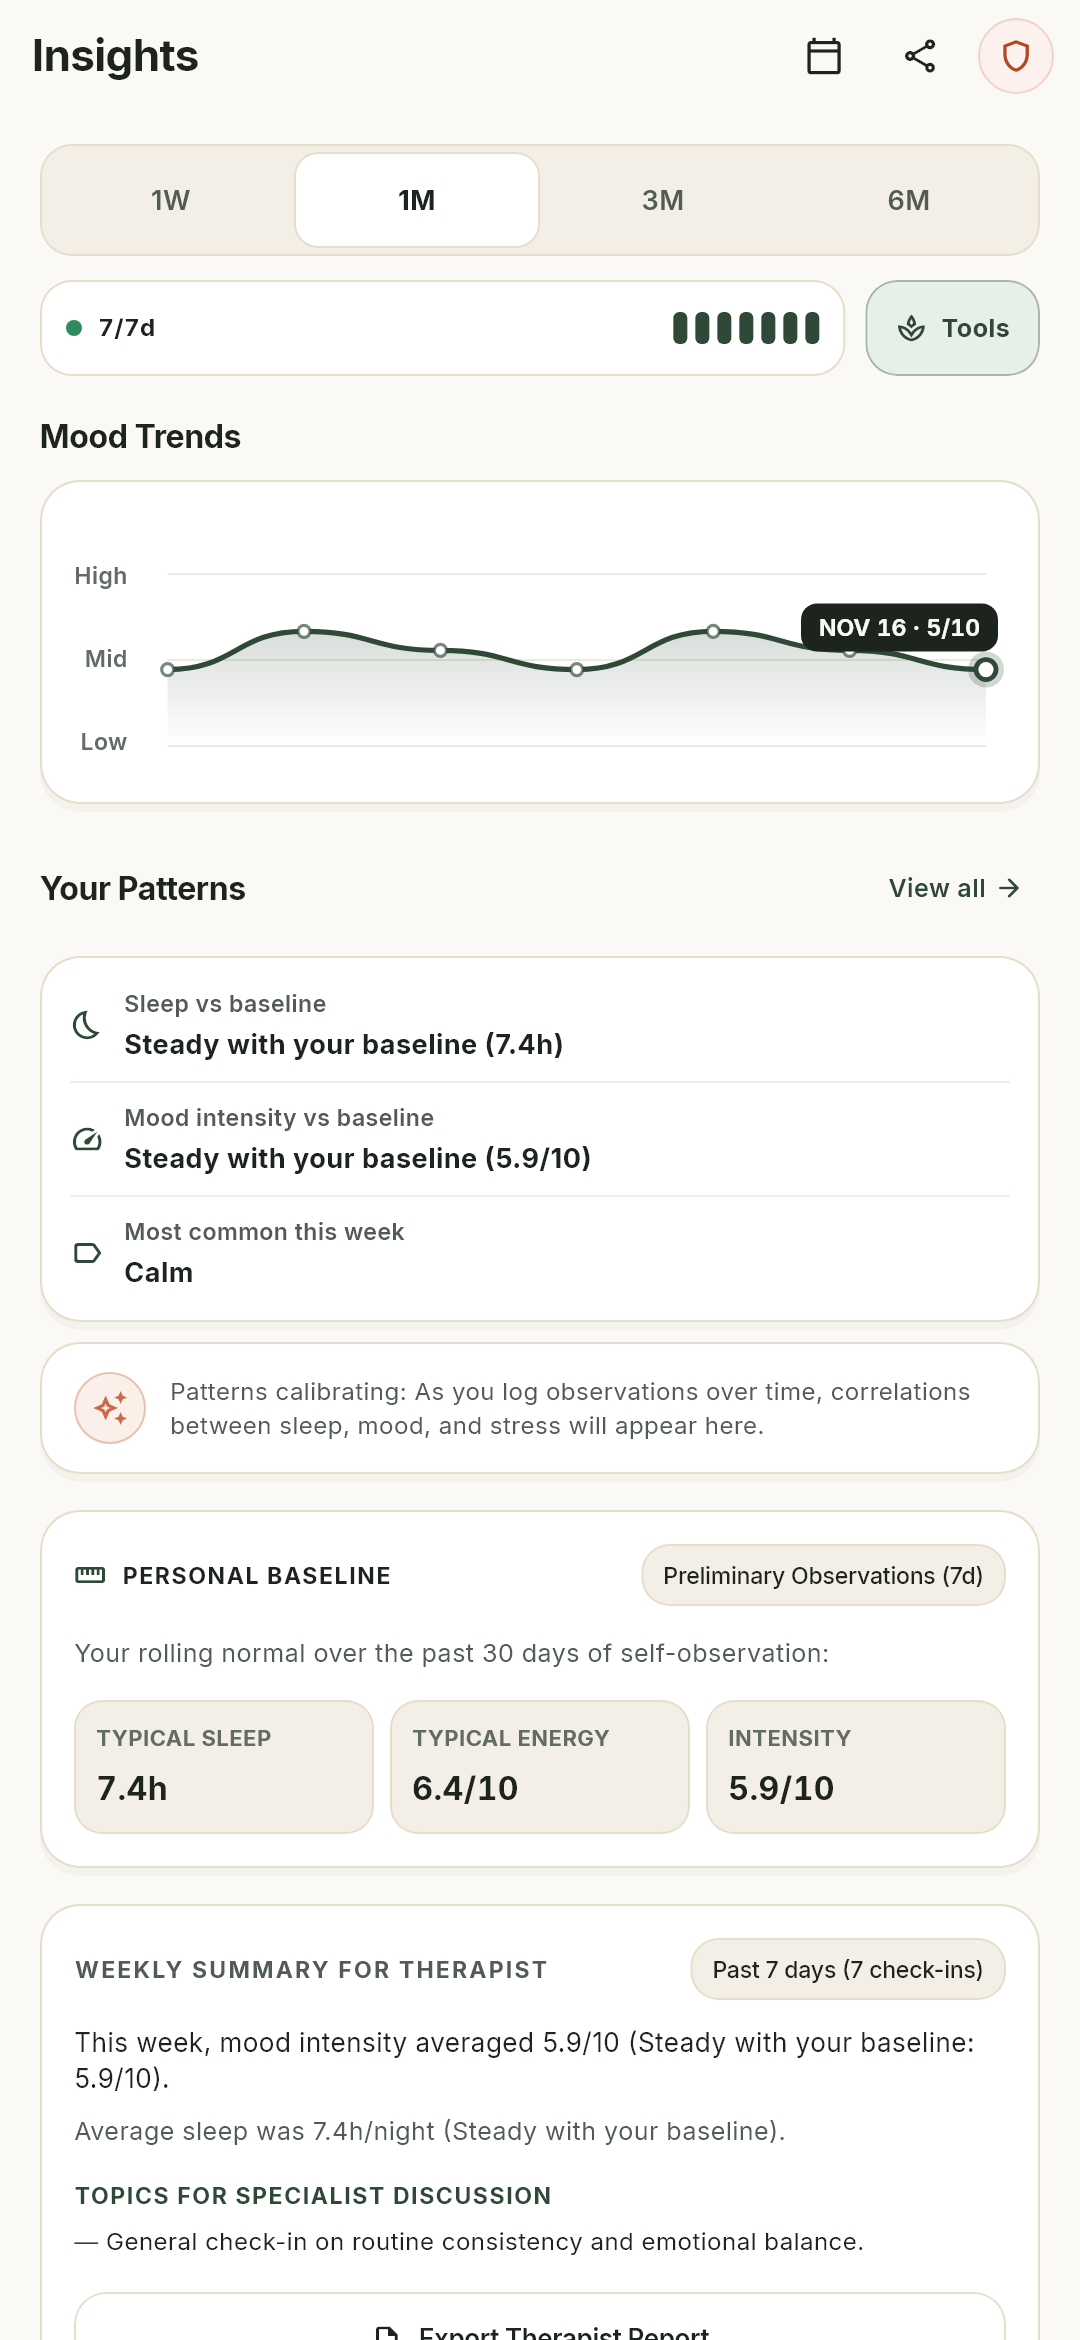 Insights
1W
1M
3M
6M
7/7d
Tools
Mood Trends
High
NOV 16 · 5/10
Mid
Low
Your Patterns
View all →
Sleep vs baseline
Steady with your baseline (7.4h)
Mood intensity vs baseline
Steady with your baseline (5.9/10)
Most common this week
Calm
Patterns calibrating: As you log observations over time, correlations
between sleep, mood, and stress will appear here.
PERSONAL BASELINE
Preliminary Observations (7d)
Your rolling normal over the past 30 days of self-observation:
TYPICAL SLEEP
7.4h
TYPICAL ENERGY
6.4/10
INTENSITY
5.9/10
WEEKLY SUMMARY FOR THERAPIST
Past 7 days (7 check-ins)
This week, mood intensity averaged 5.9/10 (Steady with your baseline:
5.9/10).
Average sleep was 7.4h/night (Steady with your baseline).
TOPICS FOR SPECIALIST DISCUSSION
— General check-in on routine consistency and emotional balance.
Export Therapist Report